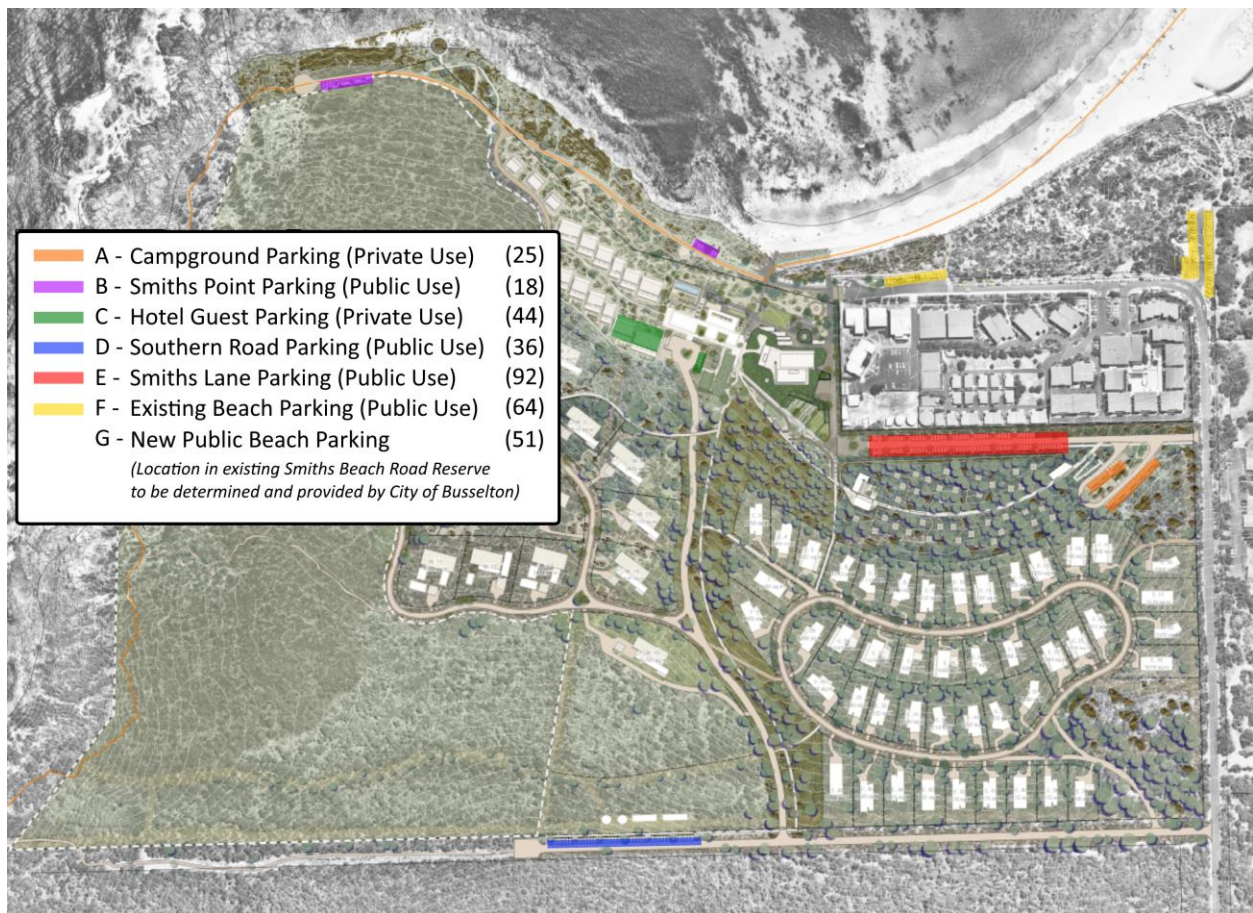 A - Campground Parking (Private Use) (25)
B - Smiths Point Parking (Public Use) (18)
C - Hotel Guest Parking (Private Use) (44)
D - Southern Road Parking (Public Use) (36)
E - Smiths Lane Parking (Public Use) (92)
F - Existing Beach Parking (Public Use) (64)
G - New Public Beach Parking (51)
(Location in existing Smiths Beach Road Reserve
to be determined and provided by City of Busselton)